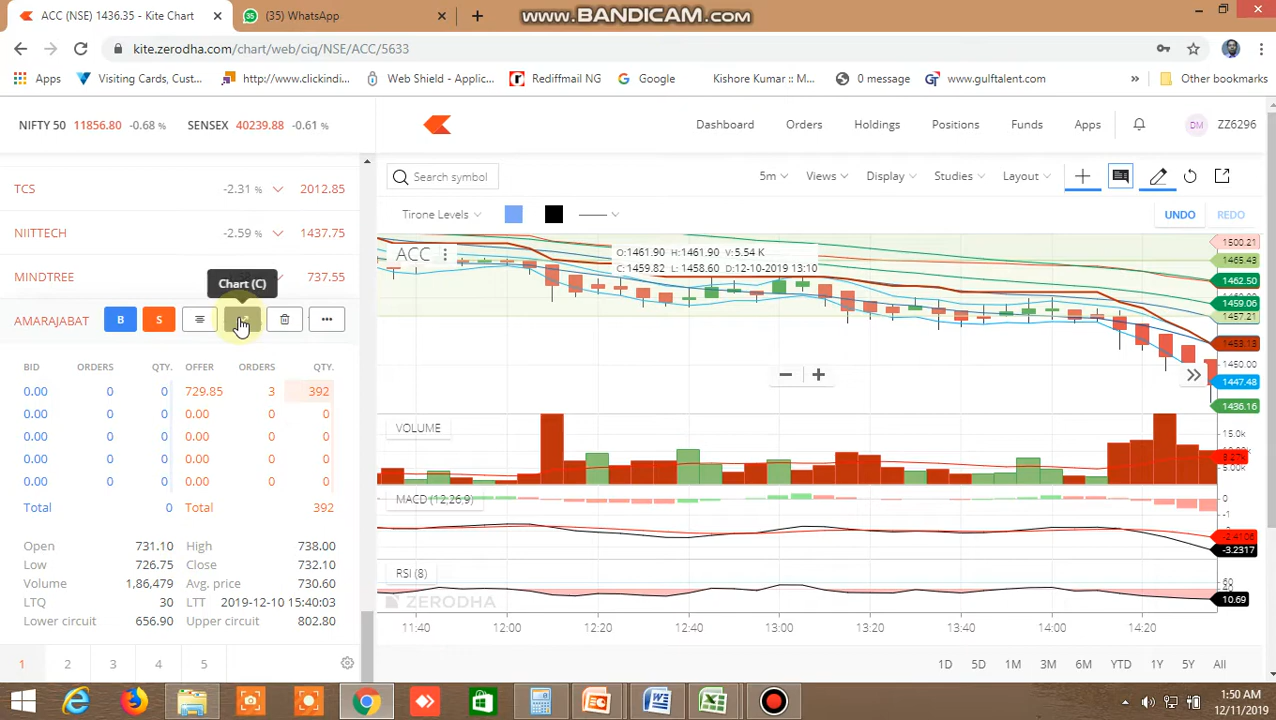 ACC (NSE) 1436.35 - Kite Chart
(35) WhatsApp
www.BANDICAM.com
kite.zerodha.com/chart/web/ciq/NSE/ACC/5633
Apps Visiting Cards, Cust... http://www.clickindi... Web Shield - Applic... Rediffmail NG Google Kishore Kumar :: M... 0 message www.gulftalent.com » Other bookmarks
NIFTY 50 11856.80 -0.68 % SENSEX 40239.88 -0.61 %
Dashboard Orders Holdings Positions Funds Apps DM ZZ6296
TCS -2.31 % 2012.85
NIITTECH -2.59 % 1437.75
MINDTREE 737.55
Chart (C)
AMARAJABAT B S
BID ORDERS QTY. OFFER ORDERS QTY.
0.00 0 0 729.85 3 392
0.00 0 0 0.00 0 0
0.00 0 0 0.00 0 0
0.00 0 0 0.00 0 0
0.00 0 0 0.00 0 0
Total 0 Total 392
Open 731.10 High 738.00
Low 726.75 Close 732.10
Volume 1,86,479 Avg. price 730.60
LTQ 30 LTT 2019-12-10 15:40:03
Lower circuit 656.90 Upper circuit 802.80
1 2 3 4 5
Search symbol 5m Views Display Studies Layout
Tirone Levels UNDO REDO
ACC
O:1461.90 H:1461.90 V:5.54 K
C:1459.82 L: 1458.60 D:12-10-2019 13:10
1500.21
1465.43
1462.50
1459.06
1457.21
1453.13
1450.00
1447.48
1436.16
VOLUME
15.0k
5.00k
MACD (12,26,9)
0
-1
-2.4106
-3.2317
RSI (8)
10.69
ZERODHA
11:40 12:00 12:20 12:40 13:00 13:20 13:40 14:00 14:20
1D 5D 1M 3M 6M YTD 1Y 5Y All
1:50 AM
12/11/2019